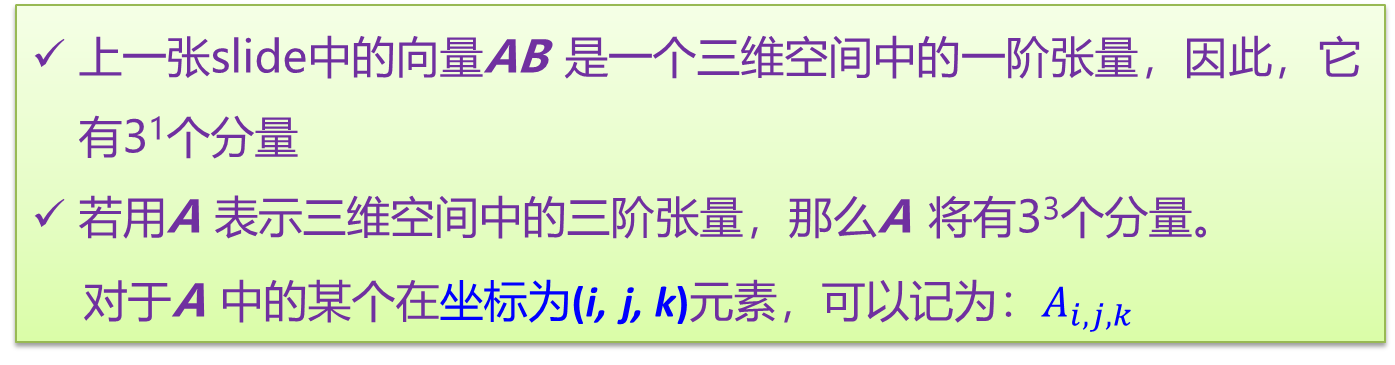 ✓ 上一张slide中的向量AB 是一个三维空间中的一阶张量，因此，它
有3¹个分量
✓ 若用A 表示三维空间中的三阶张量，那么A 将有3³个分量。
对于A 中的某个在坐标为(i, j, k)元素，可以记为：A_{i,j,k}